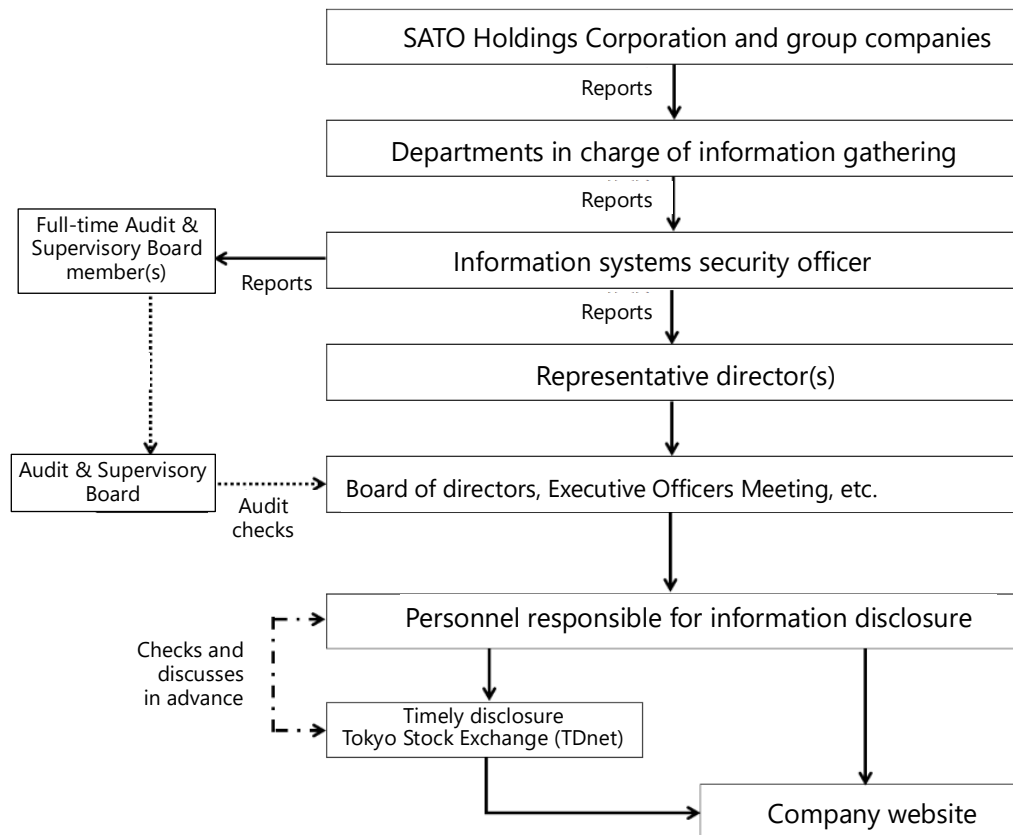 SATO Holdings Corporation and group companies
Reports
Departments in charge of information gathering
Reports
Full-time Audit &
Supervisory Board
member(s)
Information systems security officer
Reports
Reports
Representative director(s)
Audit & Supervisory
Board
Board of directors, Executive Officers Meeting, etc.
Audit
checks
Personnel responsible for information disclosure
Checks and
discusses
in advance
Timely disclosure
Tokyo Stock Exchange (TDnet)
Company website